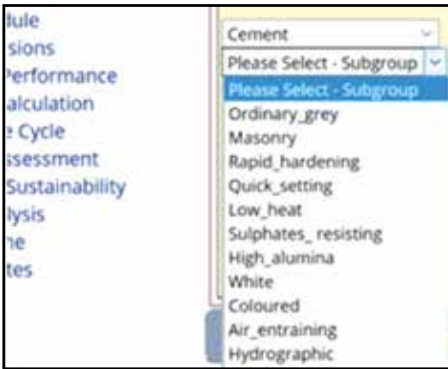 dule
sions
Performance
alculation
e Cycle
ssessment
Sustainability
lysis
ne
tes
Cement
Please Select - Subgroup
Please Select - Subgroup
Ordinary_grey
Masonry
Rapid_hardening
Quick_setting
Low_heat
Sulphates_ resisting
High_alumina
White
Coloured
Air_entraining
Hydrographic